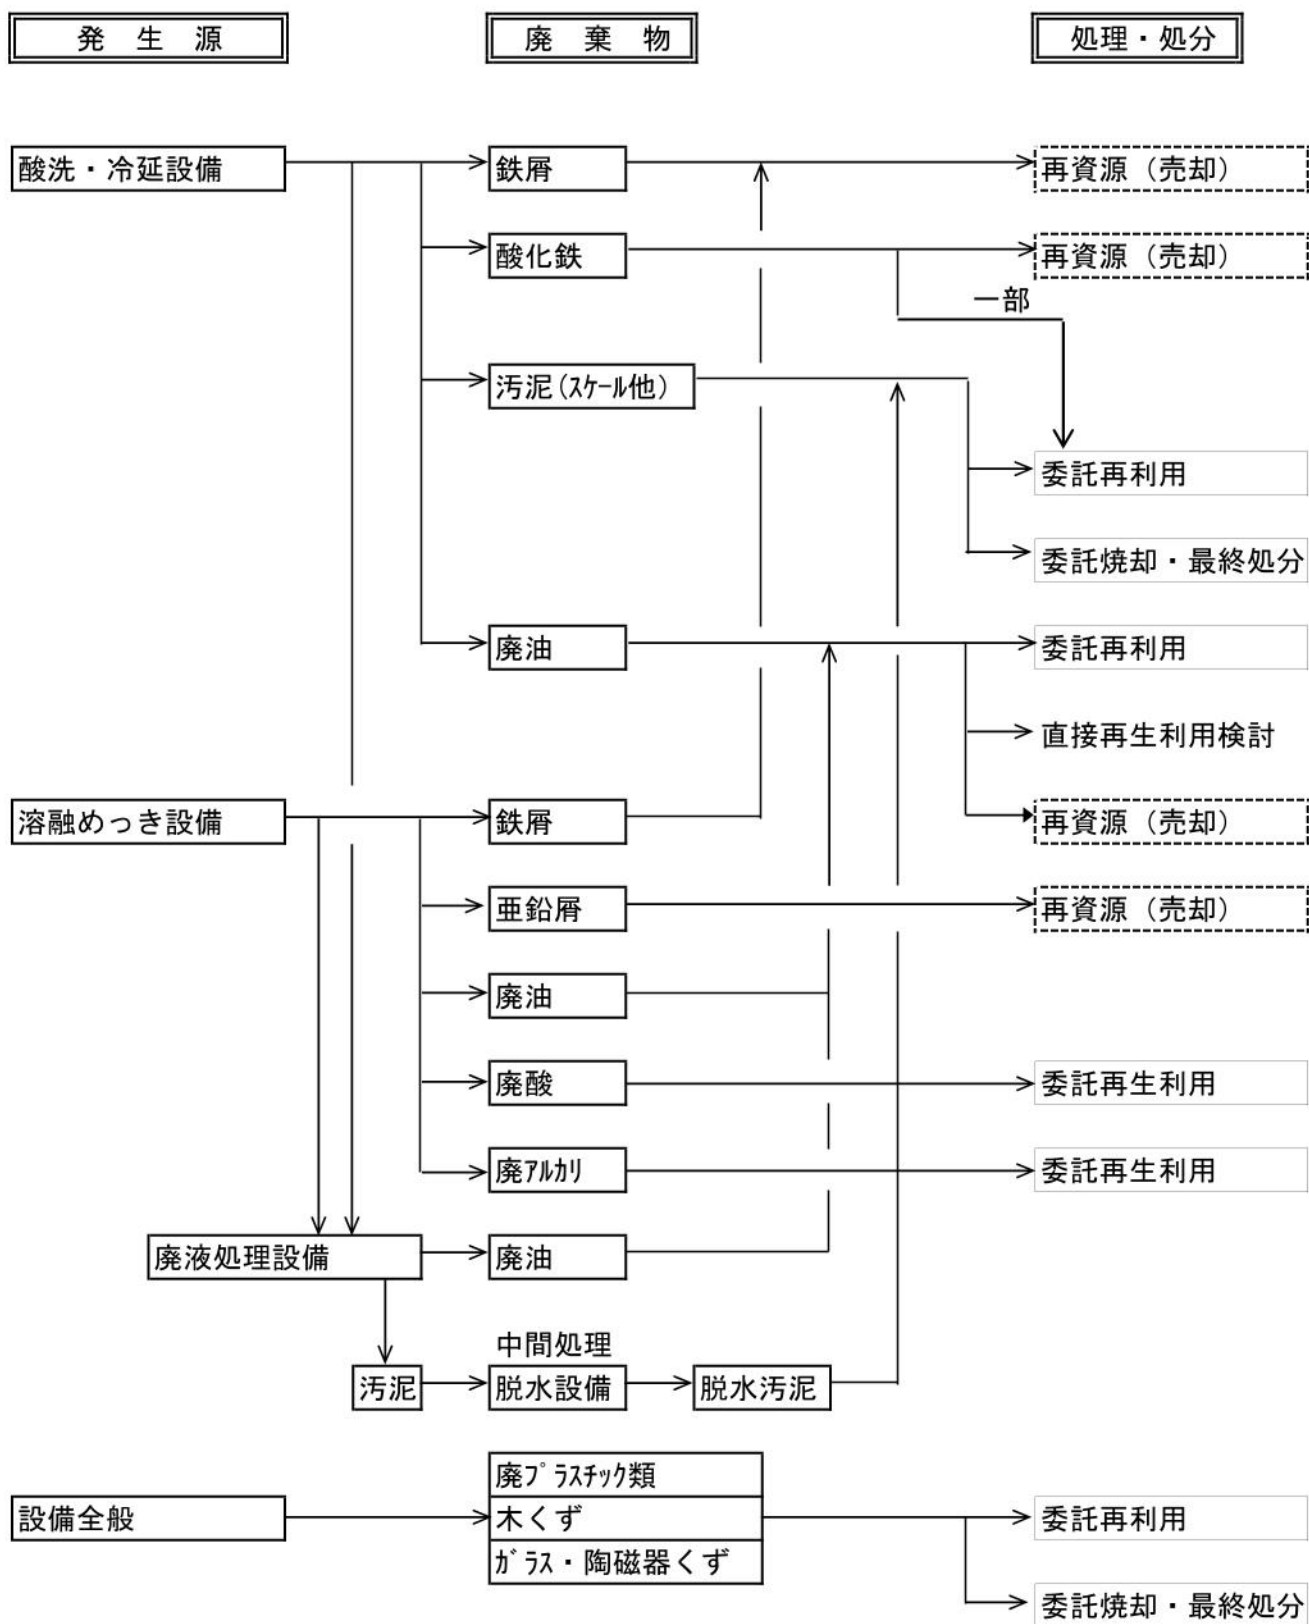 発 生 源
廃 棄 物
処理・処分
酸洗・冷延設備
鉄屑
再資源（売却）
酸化鉄
再資源（売却）
一部
汚泥(ｽｹｰﾙ他)
委託再利用
委託焼却・最終処分
廃油
委託再利用
直接再生利用検討
溶融めっき設備
鉄屑
再資源（売却）
亜鉛屑
再資源（売却）
廃油
廃酸
委託再生利用
廃ｱﾙｶﾘ
委託再生利用
廃液処理設備
廃油
中間処理
汚泥
脱水設備
脱水汚泥
廃ﾌﾟﾗｽﾁｯｸ類
設備全般
木くず
委託再利用
ｶﾞﾗｽ・陶磁器くず
委託焼却・最終処分